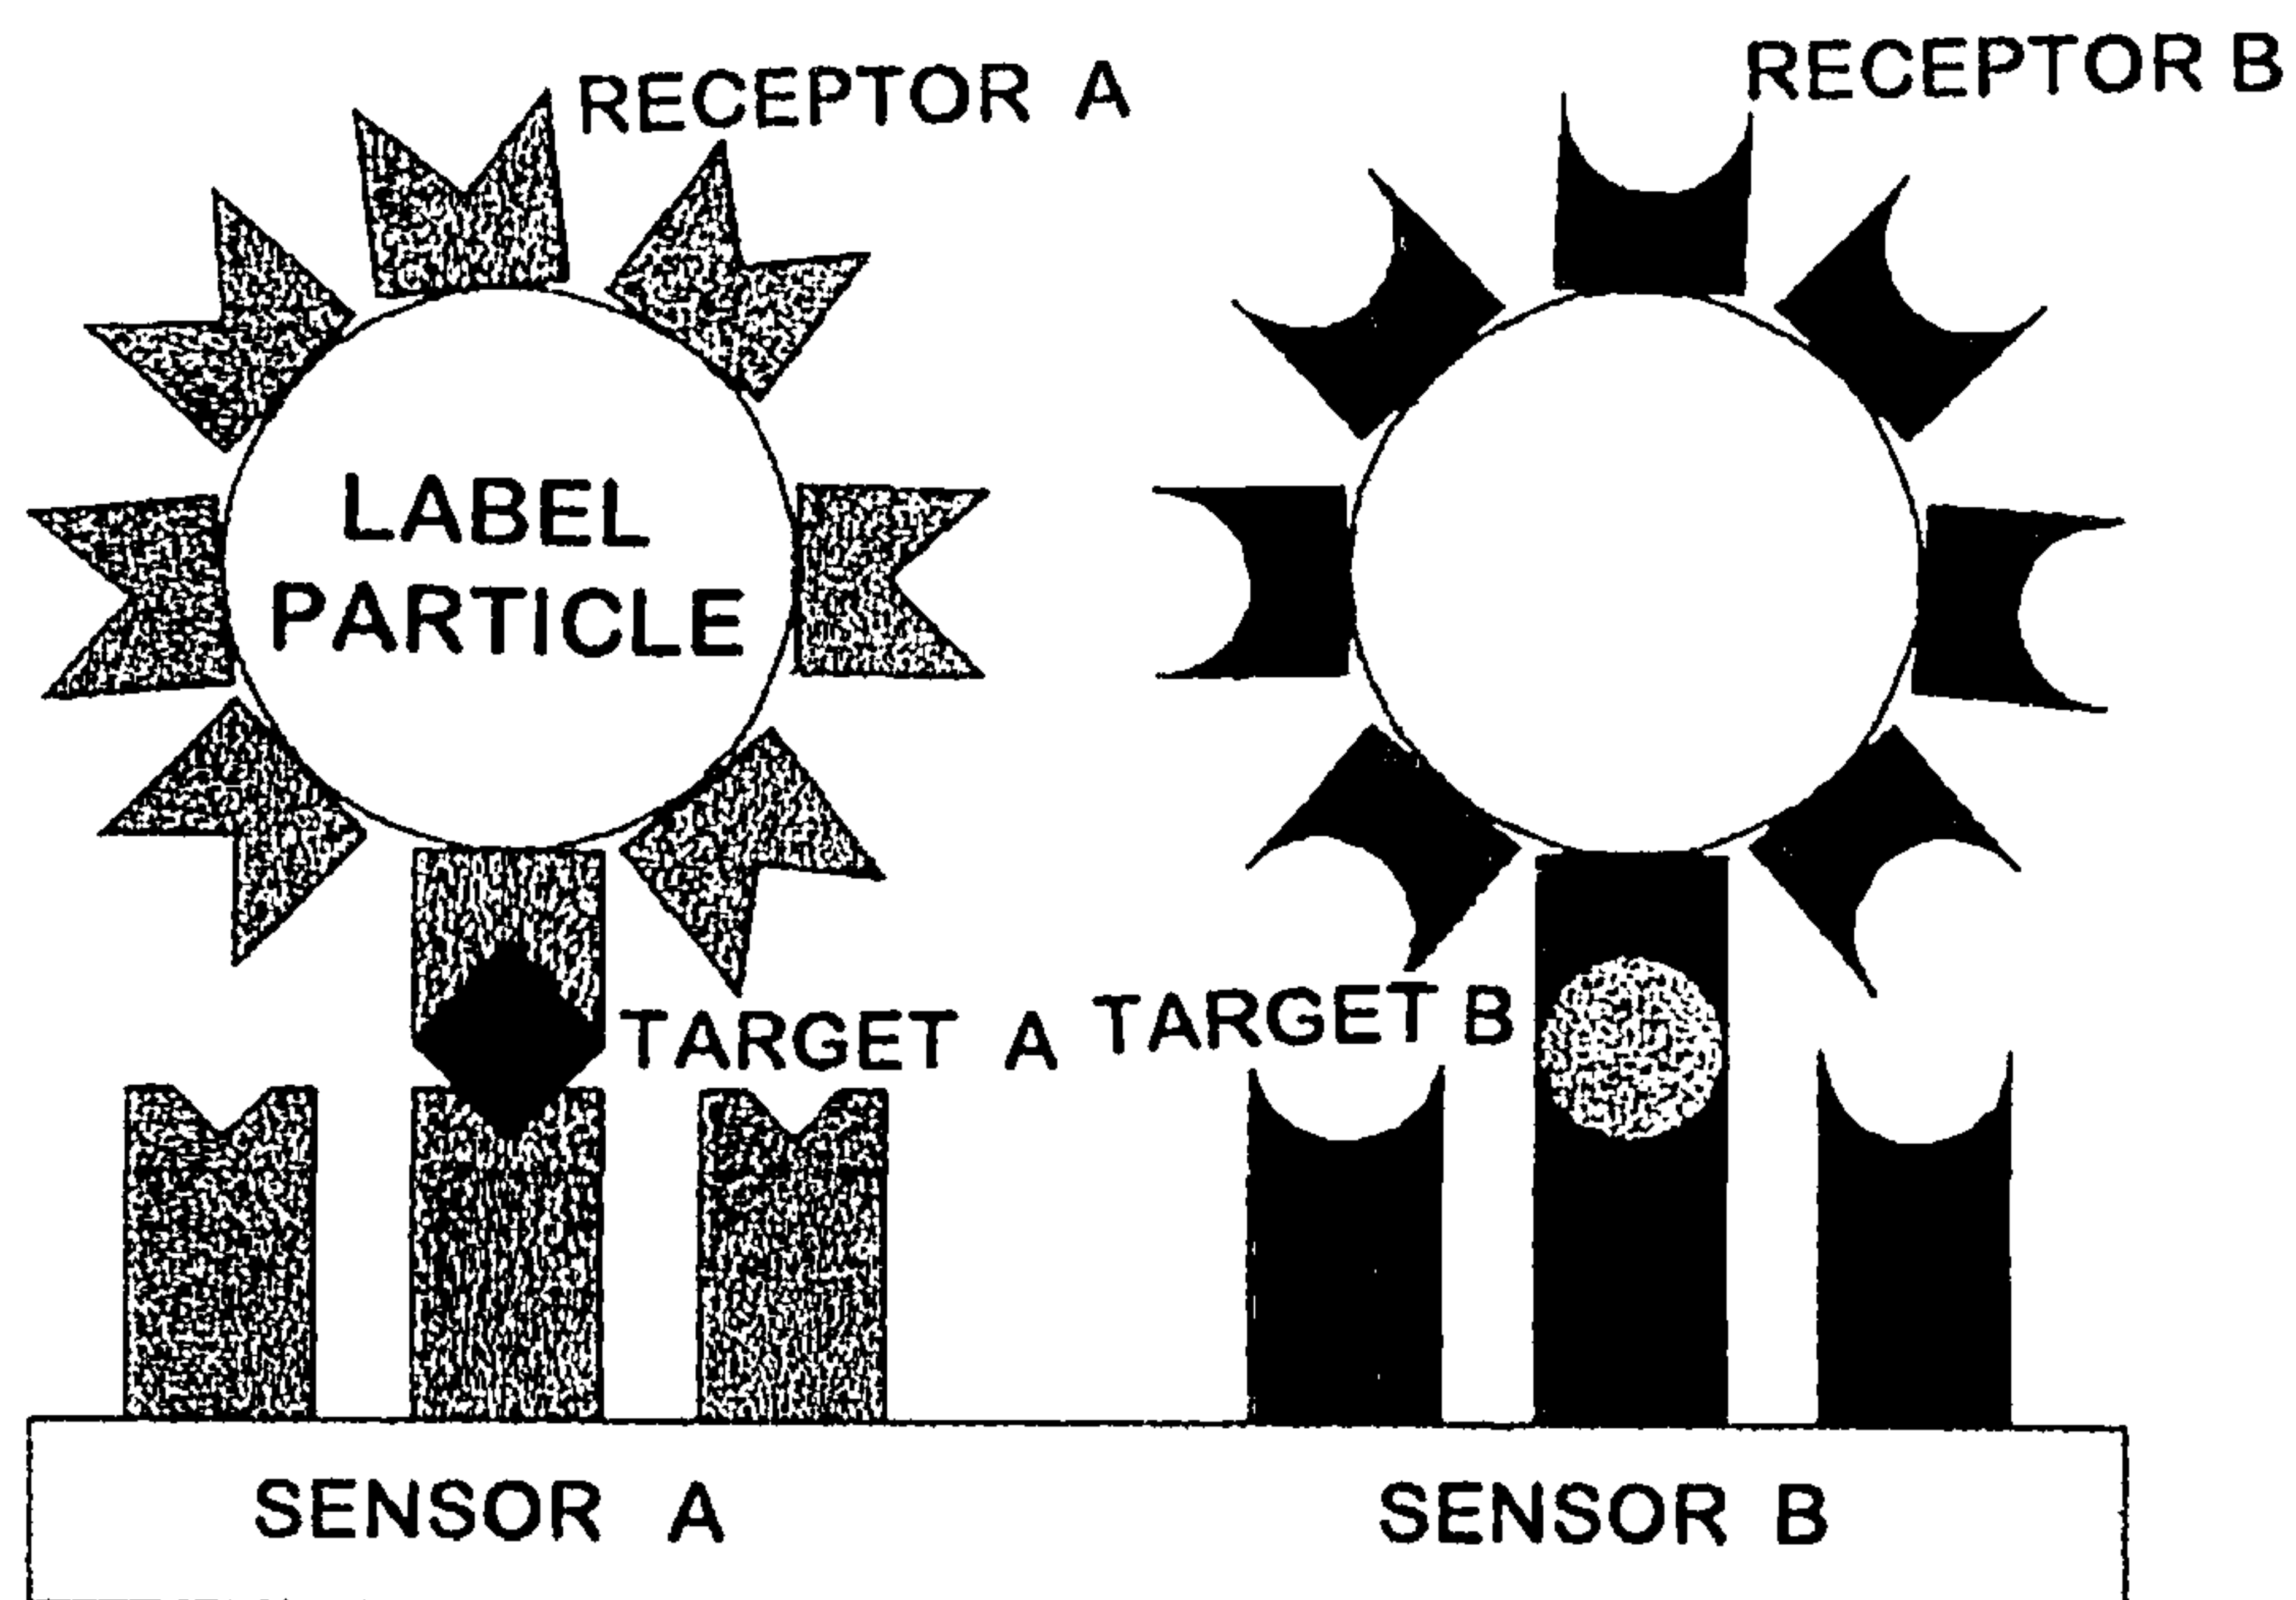 RECEPTOR A
RECEPTOR B
LABEL
PARTICLE
TARGET A
TARGET B
SENSOR A
SENSOR B